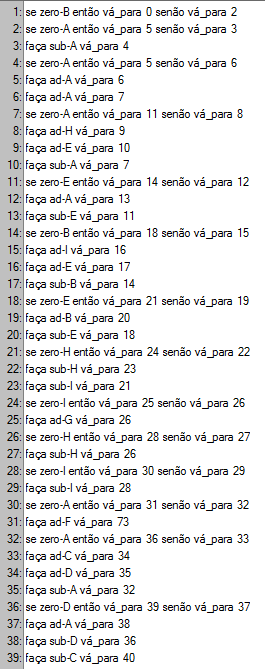 1: se zero-B então vá_para 0 senão vá_para 2
2: se zero-A então vá_para 5 senão vá_para 3
3: faça sub-A vá_para 4
4: se zero-A então vá_para 5 senão vá_para 6
5: faça ad-A vá_para 6
6: faça ad-A vá_para 7
7: se zero-A então vá_para 11 senão vá_para 8
8: faça ad-H vá_para 9
9: faça ad-E vá_para 10
10: faça sub-A vá_para 7
11: se zero-E então vá_para 14 senão vá_para 12
12: faça ad-A vá_para 13
13: faça sub-E vá_para 11
14: se zero-B então vá_para 18 senão vá_para 15
15: faça ad-I vá_para 16
16: faça ad-E vá_para 17
17: faça sub-B vá_para 14
18: se zero-E então vá_para 21 senão vá_para 19
19: faça ad-B vá_para 20
20: faça sub-E vá_para 18
21: se zero-H então vá_para 24 senão vá_para 22
22: faça sub-H vá_para 23
23: faça sub-I vá_para 21
24: se zero-I então vá_para 25 senão vá_para 26
25: faça ad-G vá_para 26
26: se zero-H então vá_para 28 senão vá_para 27
27: faça sub-H vá_para 26
28: se zero-I então vá_para 30 senão vá_para 29
29: faça sub-I vá_para 28
30: se zero-A então vá_para 31 senão vá_para 32
31: faça ad-F vá_para 73
32: se zero-A então vá_para 36 senão vá_para 33
33: faça ad-C vá_para 34
34: faça ad-D vá_para 35
35: faça sub-A vá_para 32
36: se zero-D então vá_para 39 senão vá_para 37
37: faça ad-A vá_para 38
38: faça sub-D vá_para 36
39: faça sub-C vá_para 40